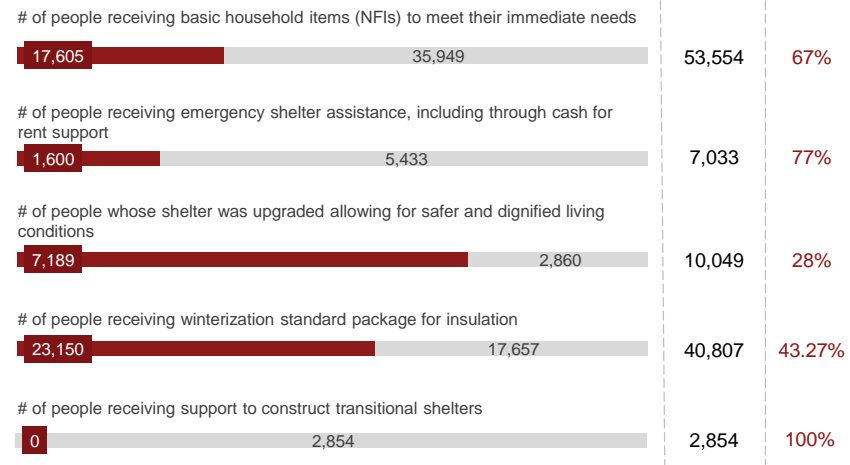 # of people receiving basic household items (NFIs) to meet their immediate needs
17,605 35,949 53,554 67%
# of people receiving emergency shelter assistance, including through cash for
rent support
1,600 5,433 7,033 77%
# of people whose shelter was upgraded allowing for safer and dignified living
conditions
7,189 2,860 10,049 28%
# of people receiving winterization standard package for insulation
23,150 17,657 40,807 43.27%
# of people receiving support to construct transitional shelters
0 2,854 2,854 100%